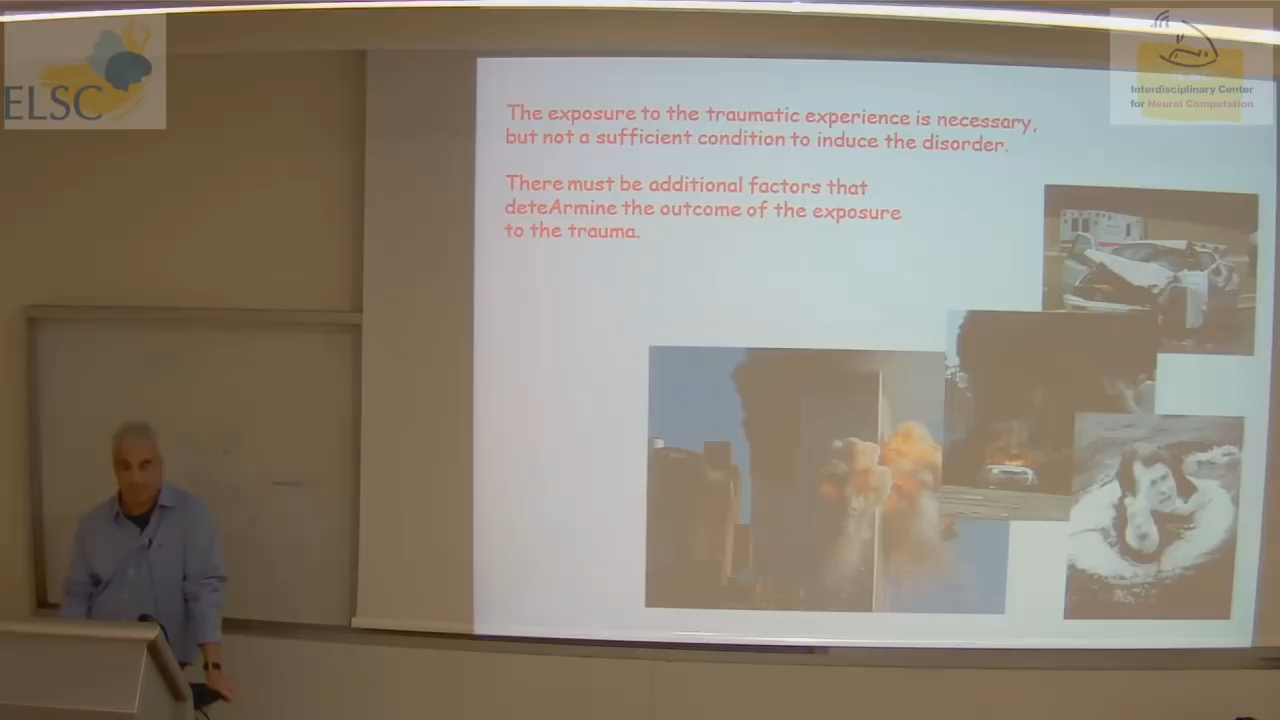 ELSC
Interdisciplinary Center
for Neural Computation
The exposure to the traumatic experience is necessary,
but not a sufficient condition to induce the disorder.
There must be additional factors that
deteArmine the outcome of the exposure
to the trauma.